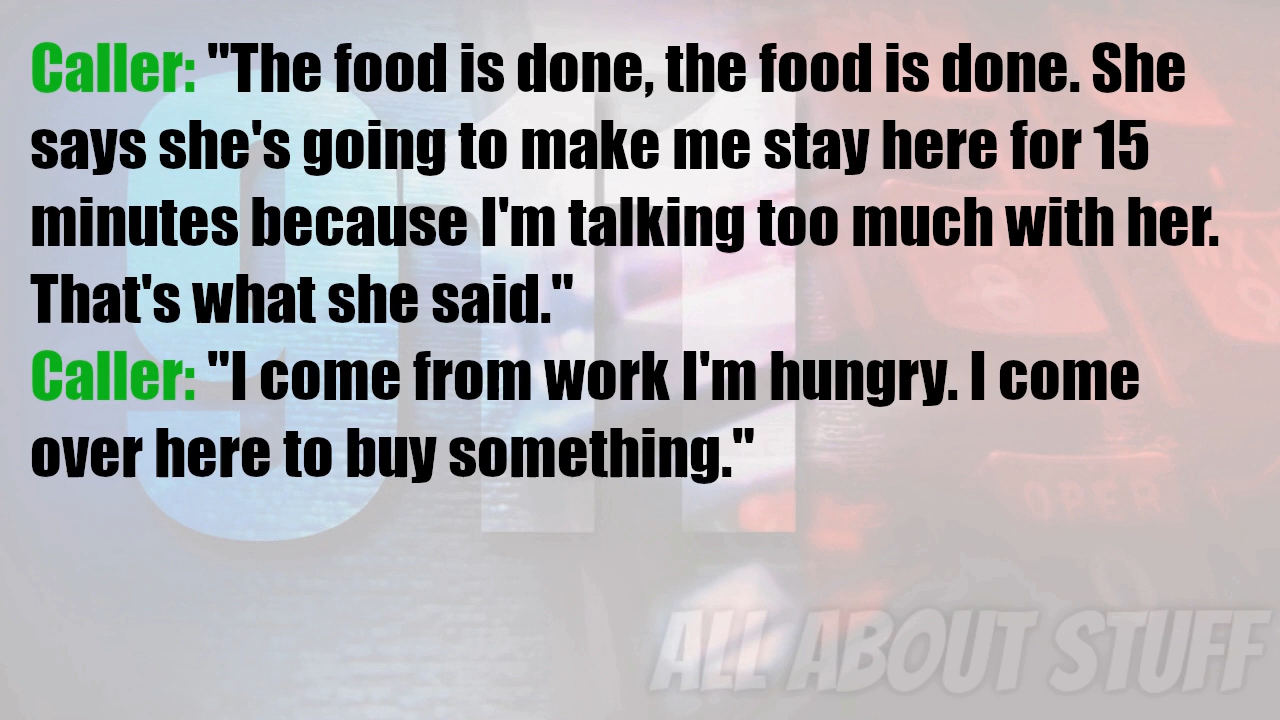 Caller: "The food is done, the food is done. She
says she's going to make me stay here for 15
minutes because I'm talking too much with her.
That's what she said."
Caller: "I come from work I'm hungry. I come
over here to buy something."
911
OPER
ALL ABOUT STUFF